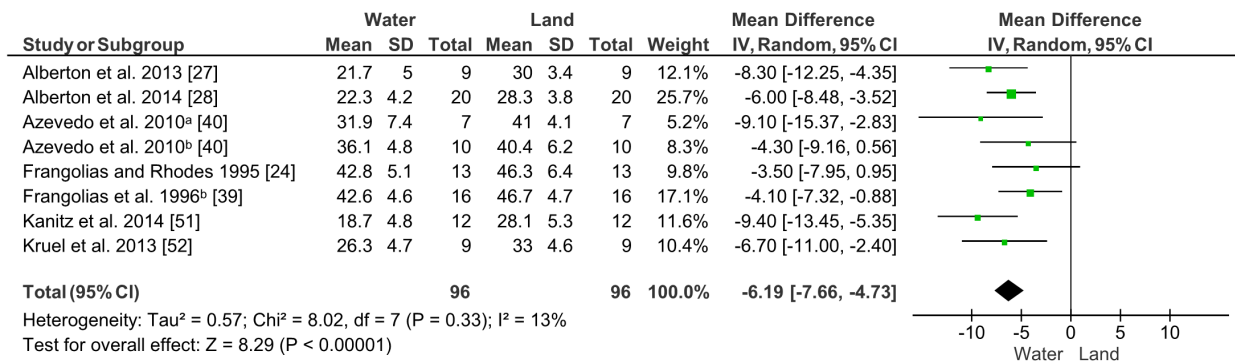 Water Land Mean Difference Mean Difference
Study or Subgroup Mean SD Total Mean SD Total Weight IV, Random, 95% CI IV, Random, 95% CI
Alberton et al. 2013 [27] 21.7 5 9 30 3.4 9 12.1% -8.30 [-12.25, -4.35]
Alberton et al. 2014 [28] 22.3 4.2 20 28.3 3.8 20 25.7% -6.00 [-8.48, -3.52]
Azevedo et al. 2010ᵃ [40] 31.9 7.4 7 41 4.1 7 5.2% -9.10 [-15.37, -2.83]
Azevedo et al. 2010ᵇ [40] 36.1 4.8 10 40.4 6.2 10 8.3% -4.30 [-9.16, 0.56]
Frangolias and Rhodes 1995 [24] 42.8 5.1 13 46.3 6.4 13 9.8% -3.50 [-7.95, 0.95]
Frangolias et al. 1996ᵇ [39] 42.6 4.6 16 46.7 4.7 16 17.1% -4.10 [-7.32, -0.88]
Kanitz et al. 2014 [51] 18.7 4.8 12 28.1 5.3 12 11.6% -9.40 [-13.45, -5.35]
Kruel et al. 2013 [52] 26.3 4.7 9 33 4.6 9 10.4% -6.70 [-11.00, -2.40]
Total (95% CI) 96 96 100.0% -6.19 [-7.66, -4.73]
Heterogeneity: Tau² = 0.57; Chi² = 8.02, df = 7 (P = 0.33); I² = 13%
Test for overall effect: Z = 8.29 (P < 0.00001)
-10 -5 0 5 10
Water Land